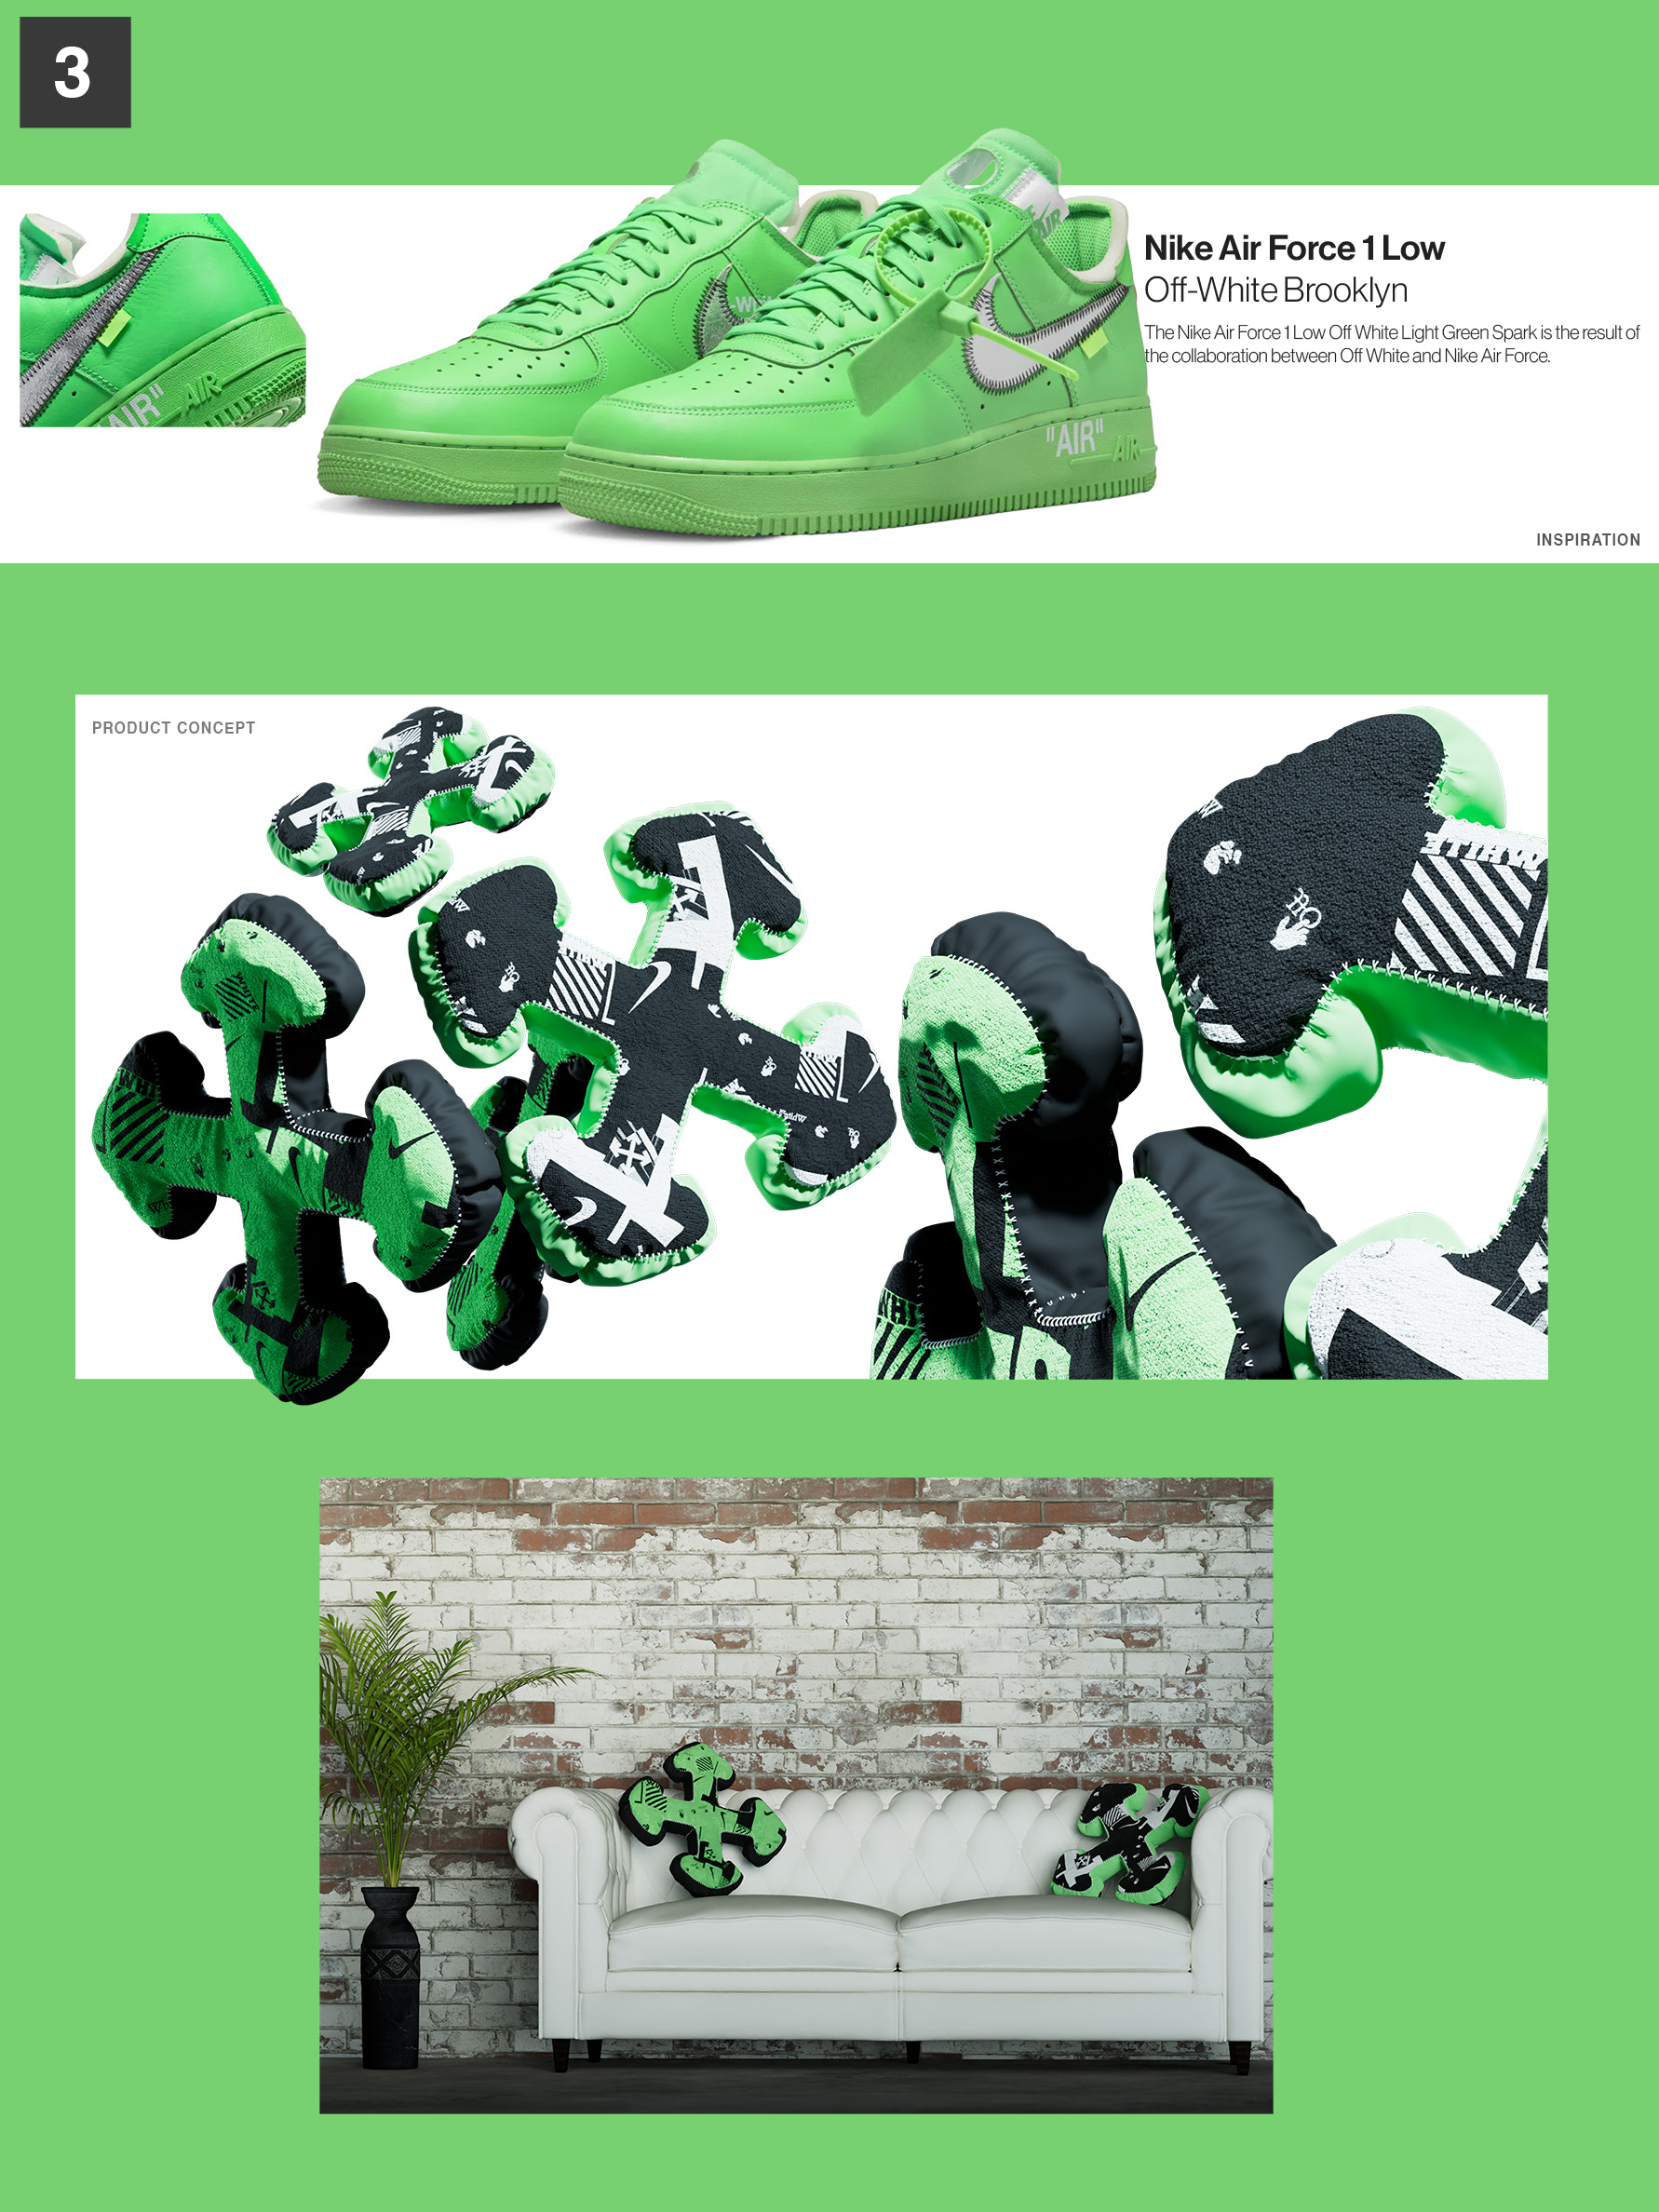 3
Nike Air Force 1 Low
Off-White Brooklyn
The Nike Air Force 1 Low Off White Light Green Spark is the result of
the collaboration between Off White and Nike Air Force.
AIR"
AIR
"AIR"
AIR
INSPIRATION
PRODUCT CONCEPT
WHITE